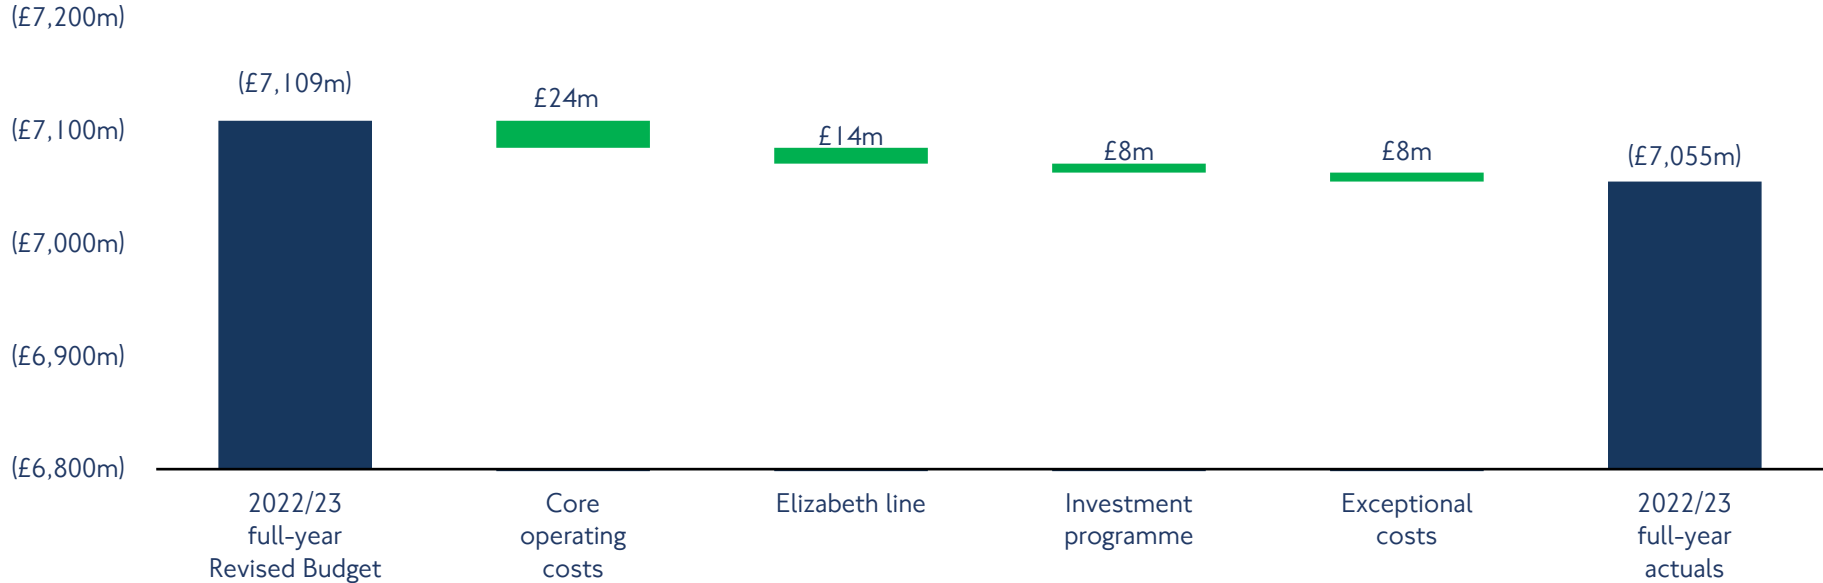 (£7,200m)
(£7,100m)
(£7,000m)
(£6,900m)
(£6,800m)
(£7,109m)
£24m
£14m
£8m
£8m
(£7,055m)
2022/23
full-year
Revised Budget
Core
operating
costs
Elizabeth line
Investment
programme
Exceptional
costs
2022/23
full-year
actuals